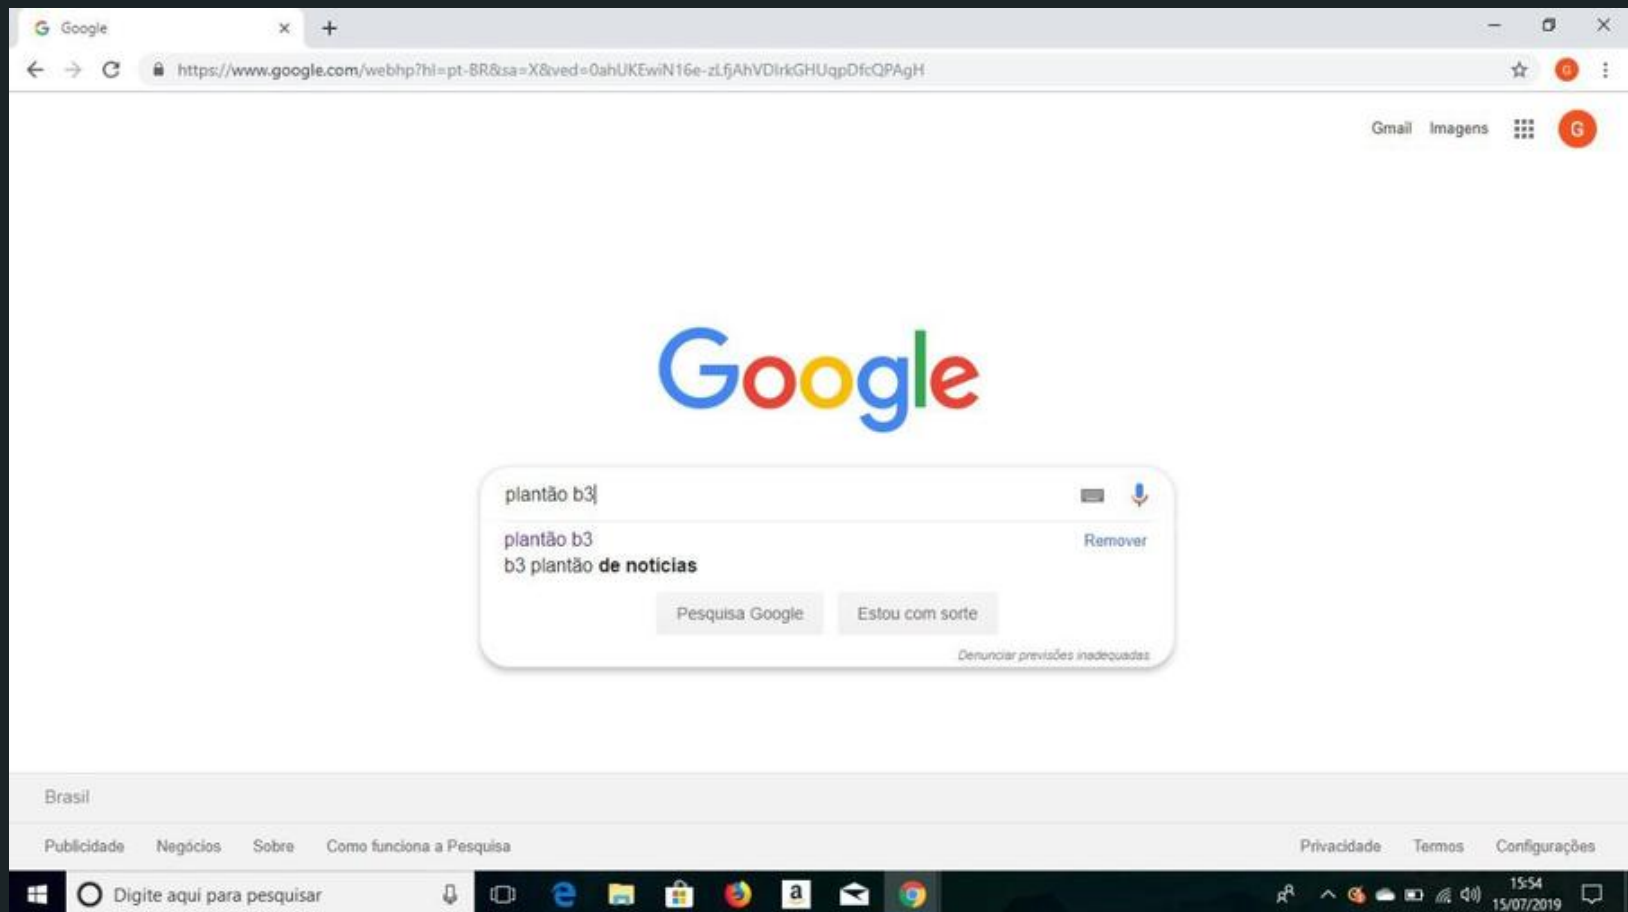 Google
https://www.google.com/webhp?hl=pt-BR&sa=X&ved=0ahUKEwiN16e-zLfjAhVDIrkGHUqpDfcQPAgH
G
Gmail Imagens
G
Google
plantão b3
plantão b3 Remover
b3 plantão de notícias
Pesquisa Google Estou com sorte
Denunciar previsões inadequadas
Brasil
Publicidade Negócios Sobre Como funciona a Pesquisa Privacidade Termos Configurações
Digite aqui para pesquisar
a
15:54
15/07/2019